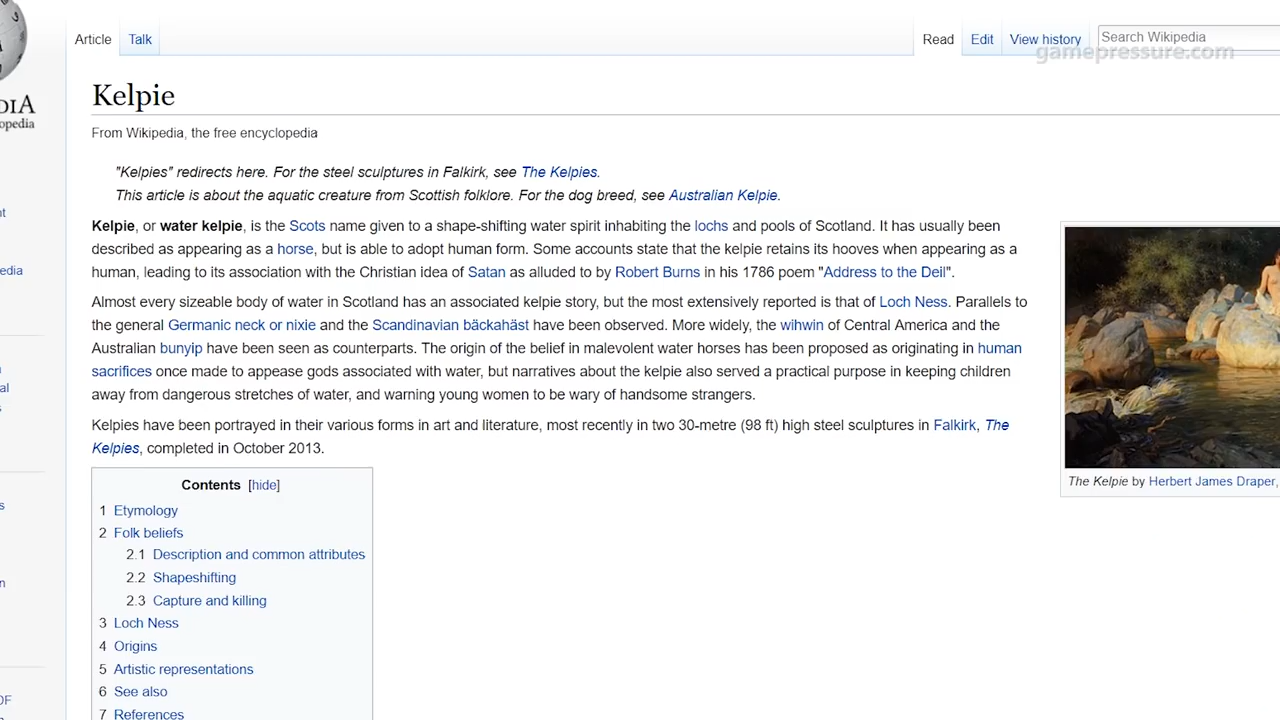 Article
Talk
Read
Edit
View history
Search Wikipedia
gamepressure.com
DIA
opedia
Kelpie
From Wikipedia, the free encyclopedia
"Kelpies" redirects here. For the steel sculptures in Falkirk, see The Kelpies.
This article is about the aquatic creature from Scottish folklore. For the dog breed, see Australian Kelpie.
Kelpie, or water kelpie, is the Scots name given to a shape-shifting water spirit inhabiting the lochs and pools of Scotland. It has usually been
described as appearing as a horse, but is able to adopt human form. Some accounts state that the kelpie retains its hooves when appearing as a
human, leading to its association with the Christian idea of Satan as alluded to by Robert Burns in his 1786 poem "Address to the Deil".
Almost every sizeable body of water in Scotland has an associated kelpie story, but the most extensively reported is that of Loch Ness. Parallels to
the general Germanic neck or nixie and the Scandinavian bäckahäst have been observed. More widely, the wihwin of Central America and the
Australian bunyip have been seen as counterparts. The origin of the belief in malevolent water horses has been proposed as originating in human
sacrifices once made to appease gods associated with water, but narratives about the kelpie also served a practical purpose in keeping children
away from dangerous stretches of water, and warning young women to be wary of handsome strangers.
Kelpies have been portrayed in their various forms in art and literature, most recently in two 30-metre (98 ft) high steel sculptures in Falkirk, The
Kelpies, completed in October 2013.
The Kelpie by Herbert James Draper,
Contents [hide]
1 Etymology
2 Folk beliefs
2.1 Description and common attributes
2.2 Shapeshifting
2.3 Capture and killing
3 Loch Ness
4 Origins
5 Artistic representations
6 See also
7 References
nt
edia
al
s
s
n
DF